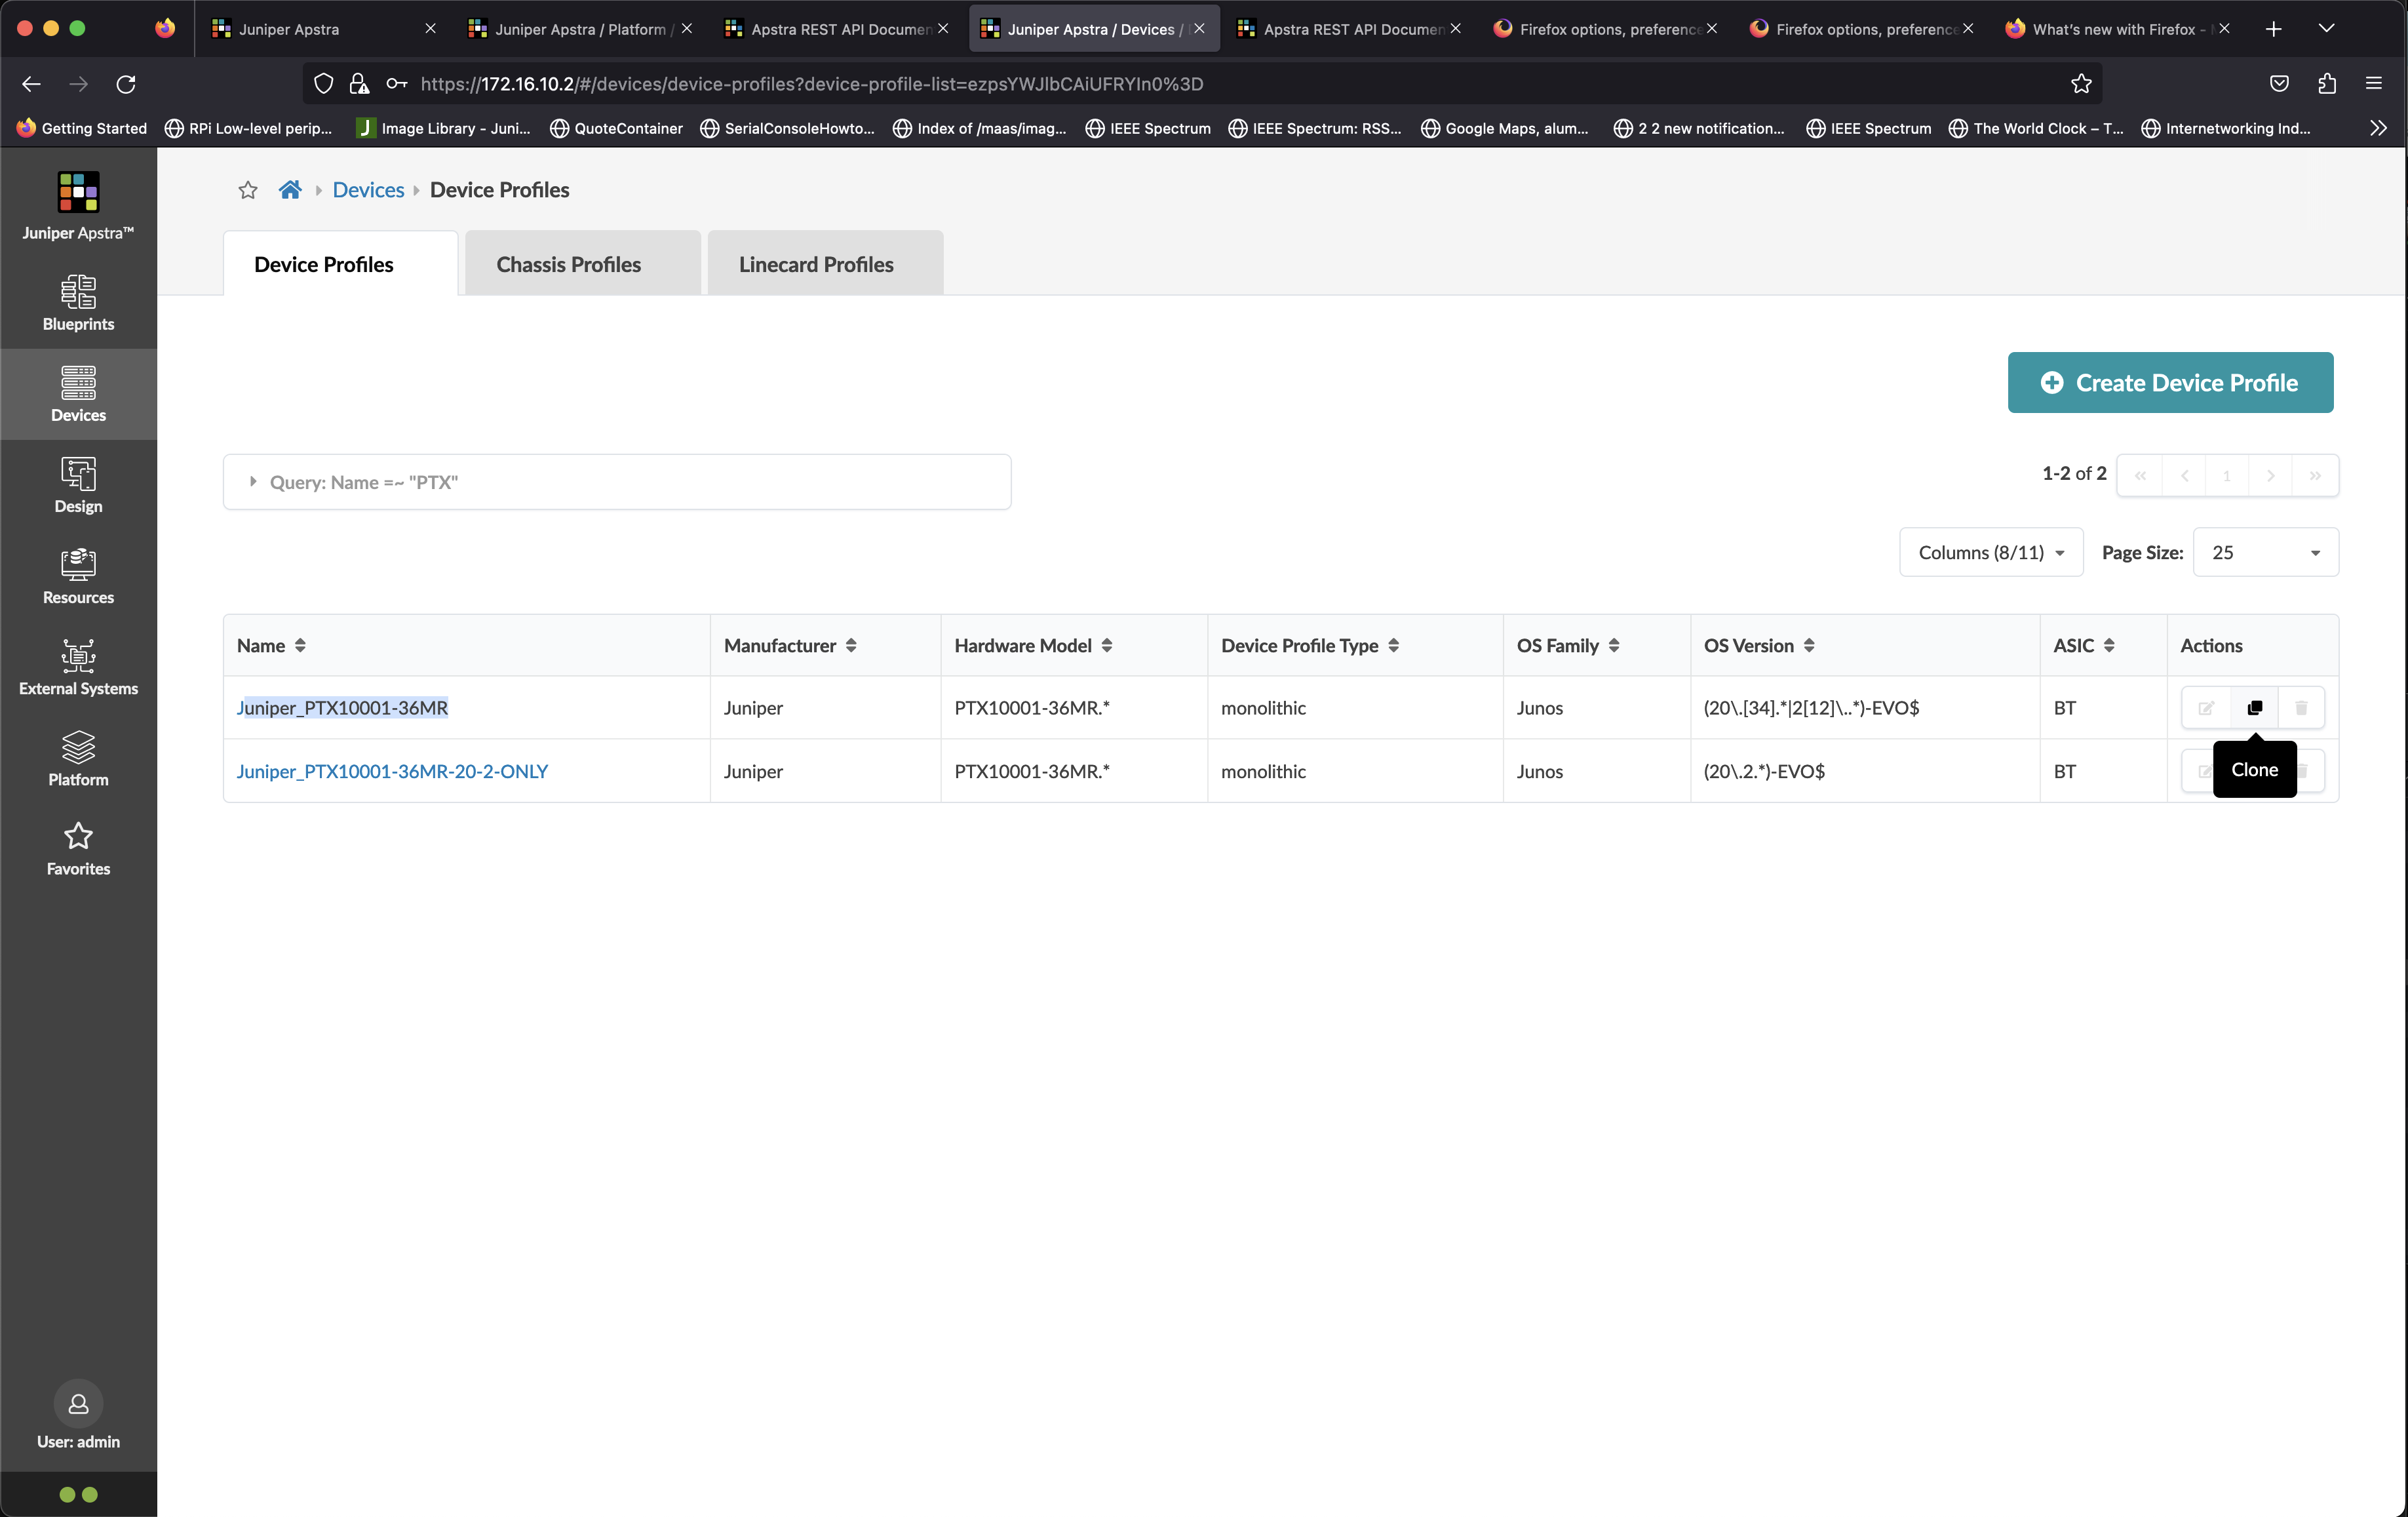 Juniper Apstra
Juniper Apstra / Platform /
Apstra REST API Documen
Juniper Apstra / Devices /
Apstra REST API Documen
Firefox options, preference
Firefox options, preference
What's new with Firefox -
https://172.16.10.2/#/devices/device-profiles?device-profile-list=ezpsYWJlbCAiUFRYIn0%3D
Getting Started
RPi Low-level perip...
Image Library - Juni...
QuoteContainer
SerialConsoleHowto...
Index of /maas/imag...
IEEE Spectrum
IEEE Spectrum: RSS...
Google Maps, alum...
2 2 new notification...
IEEE Spectrum
The World Clock – T...
Internetworking Ind...
Juniper Apstra™
Blueprints
Devices
Design
Resources
External Systems
Platform
Favorites
User: admin
Devices
Device Profiles
Device Profiles
Chassis Profiles
Linecard Profiles
Create Device Profile
Query: Name =~ "PTX"
1-2 of 2
« ‹ 1 › »
Columns (8/11)
Page Size: 25
Name Manufacturer Hardware Model Device Profile Type OS Family OS Version ASIC Actions
Juniper_PTX10001-36MR Juniper PTX10001-36MR.* monolithic Junos (20\.[34].*|2[12]\..*)-EVO$ BT
Juniper_PTX10001-36MR-20-2-ONLY Juniper PTX10001-36MR.* monolithic Junos (20\.2.*)-EVO$ BT
Clone